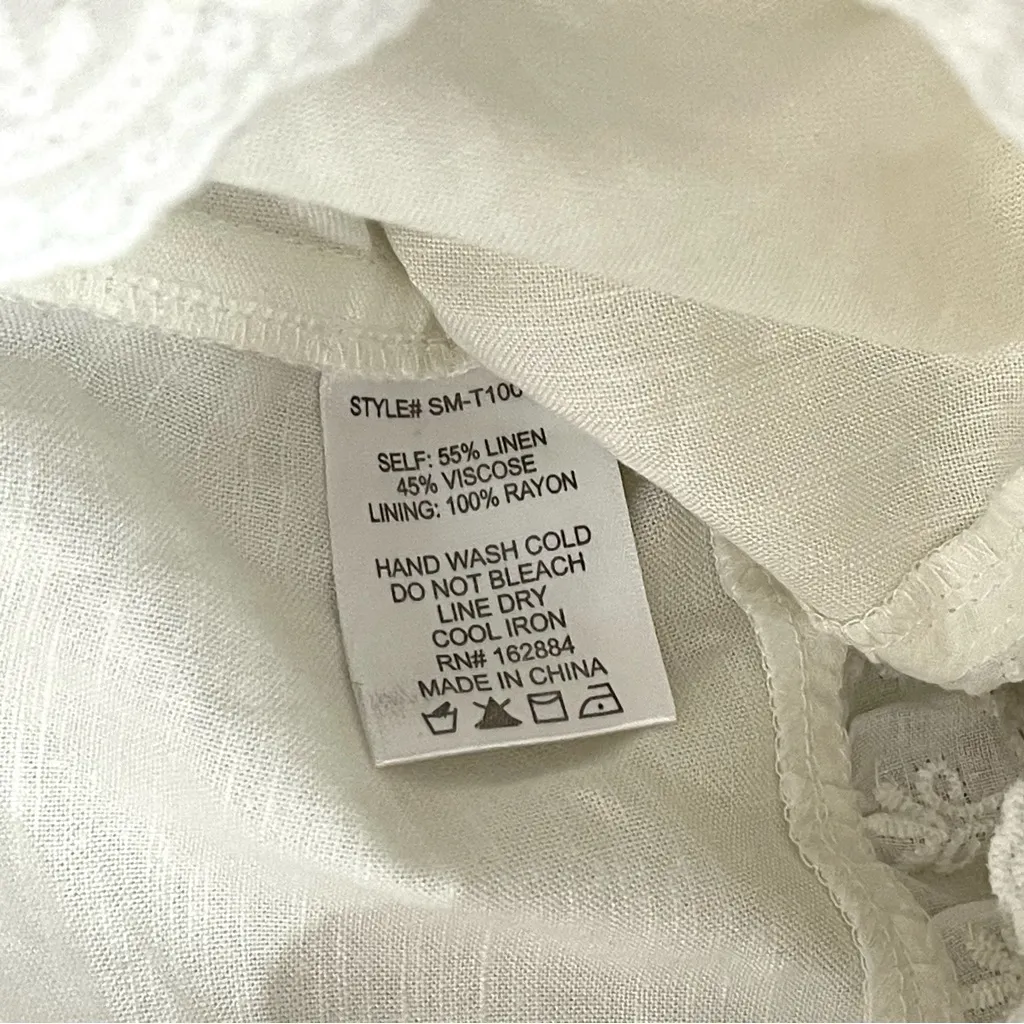 STYLE# SM-T100
SELF: 55% LINEN
45% VISCOSE
LINING: 100% RAYON
HAND WASH COLD
DO NOT BLEACH
LINE DRY
COOL IRON
RN# 162884
MADE IN CHINA